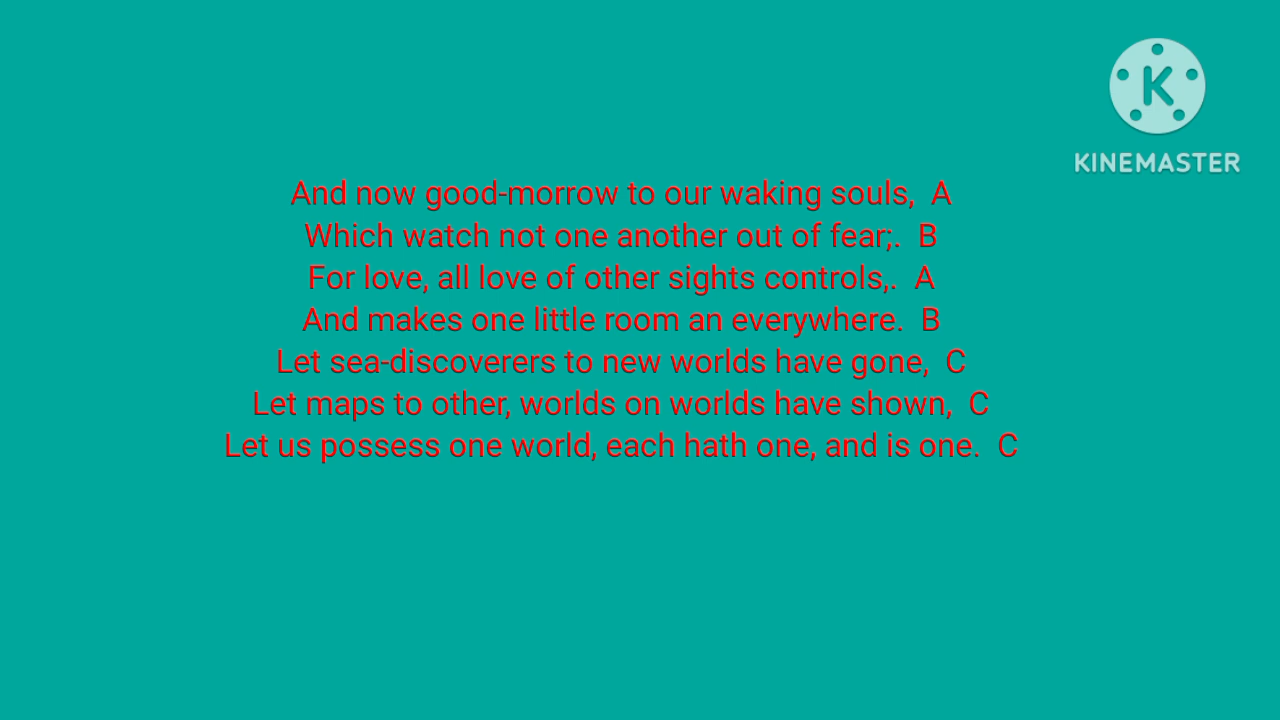 K
KINEMASTER
And now good-morrow to our waking souls,  A
Which watch not one another out of fear;.  B
For love, all love of other sights controls,.  A
And makes one little room an everywhere.  B
Let sea-discoverers to new worlds have gone,  C
Let maps to other, worlds on worlds have shown,  C
Let us possess one world, each hath one, and is one.  C